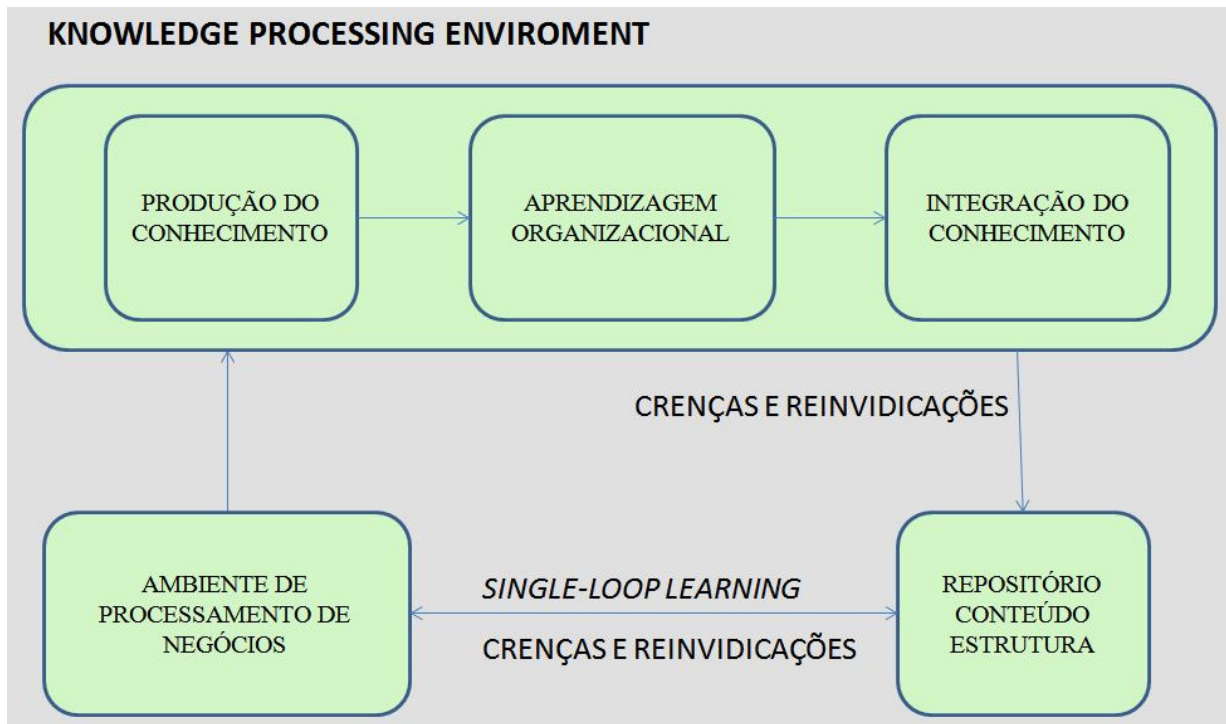 KNOWLEDGE PROCESSING ENVIROMENT
PRODUÇÃO DO
CONHECIMENTO
APRENDIZAGEM
ORGANIZACIONAL
INTEGRAÇÃO DO
CONHECIMENTO
CRENÇAS E REINVIDICAÇÕES
AMBIENTE DE
PROCESSAMENTO DE
NEGÓCIOS
SINGLE-LOOP LEARNING
CRENÇAS E REINVIDICAÇÕES
REPOSITÓRIO
CONTEÚDO
ESTRUTURA